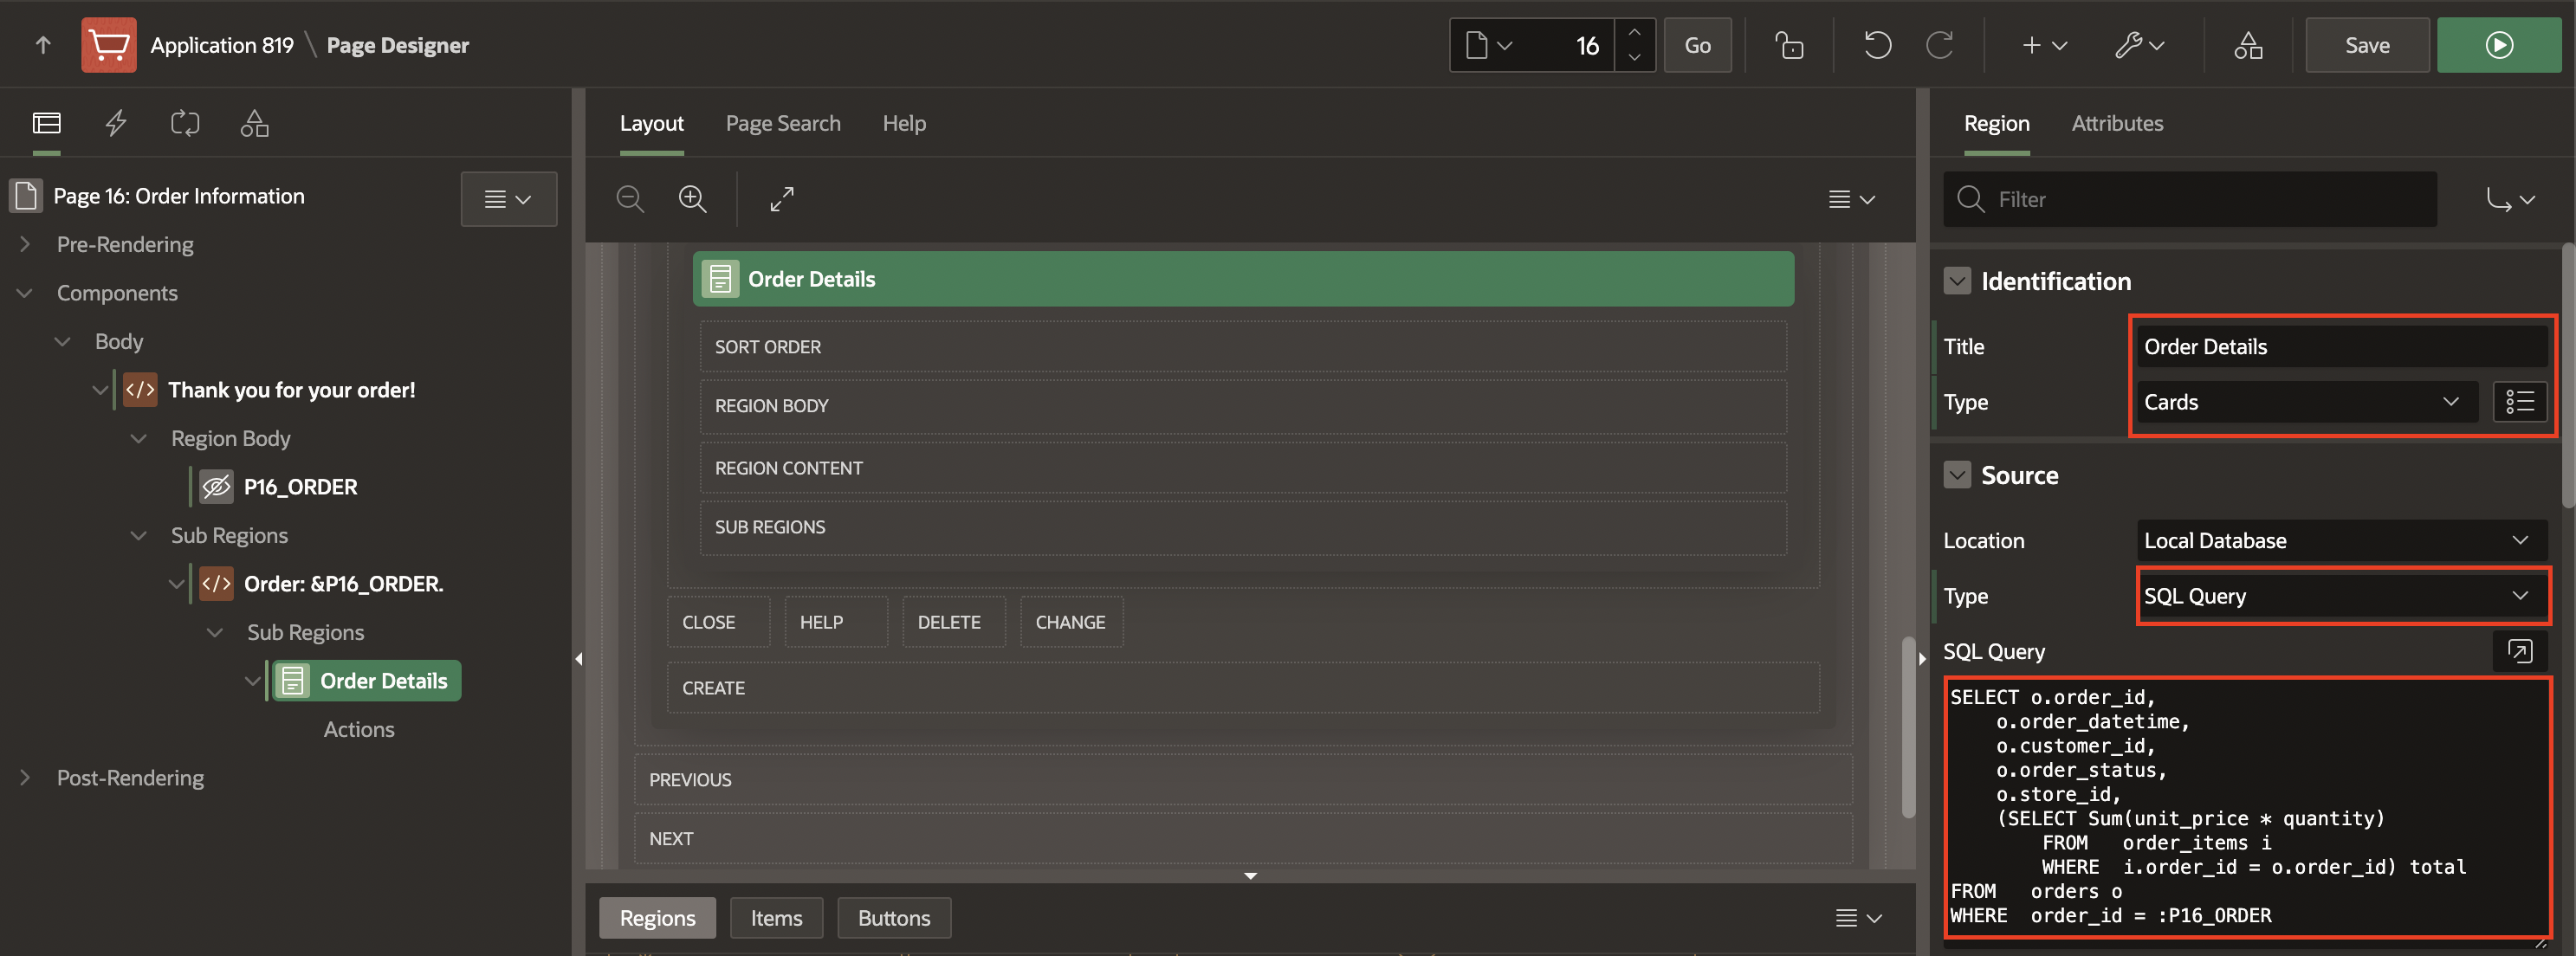 Application 819 \ Page Designer
16
Go
Save
Page 16: Order Information
Pre-Rendering
Components
Body
Thank you for your order!
Region Body
P16_ORDER
Sub Regions
Order: &P16_ORDER.
Sub Regions
Order Details
Actions
Post-Rendering
Layout
Page Search
Help
Order Details
SORT ORDER
REGION BODY
REGION CONTENT
SUB REGIONS
CLOSE
HELP
DELETE
CHANGE
CREATE
PREVIOUS
NEXT
Regions
Items
Buttons
Region
Attributes
Filter
Identification
Title
Order Details
Type
Cards
Source
Location
Local Database
Type
SQL Query
SQL Query
SELECT o.order_id,
    o.order_datetime,
    o.customer_id,
    o.order_status,
    o.store_id,
    (SELECT Sum(unit_price * quantity)
        FROM   order_items i
        WHERE  i.order_id = o.order_id) total
FROM   orders o
WHERE  order_id = :P16_ORDER